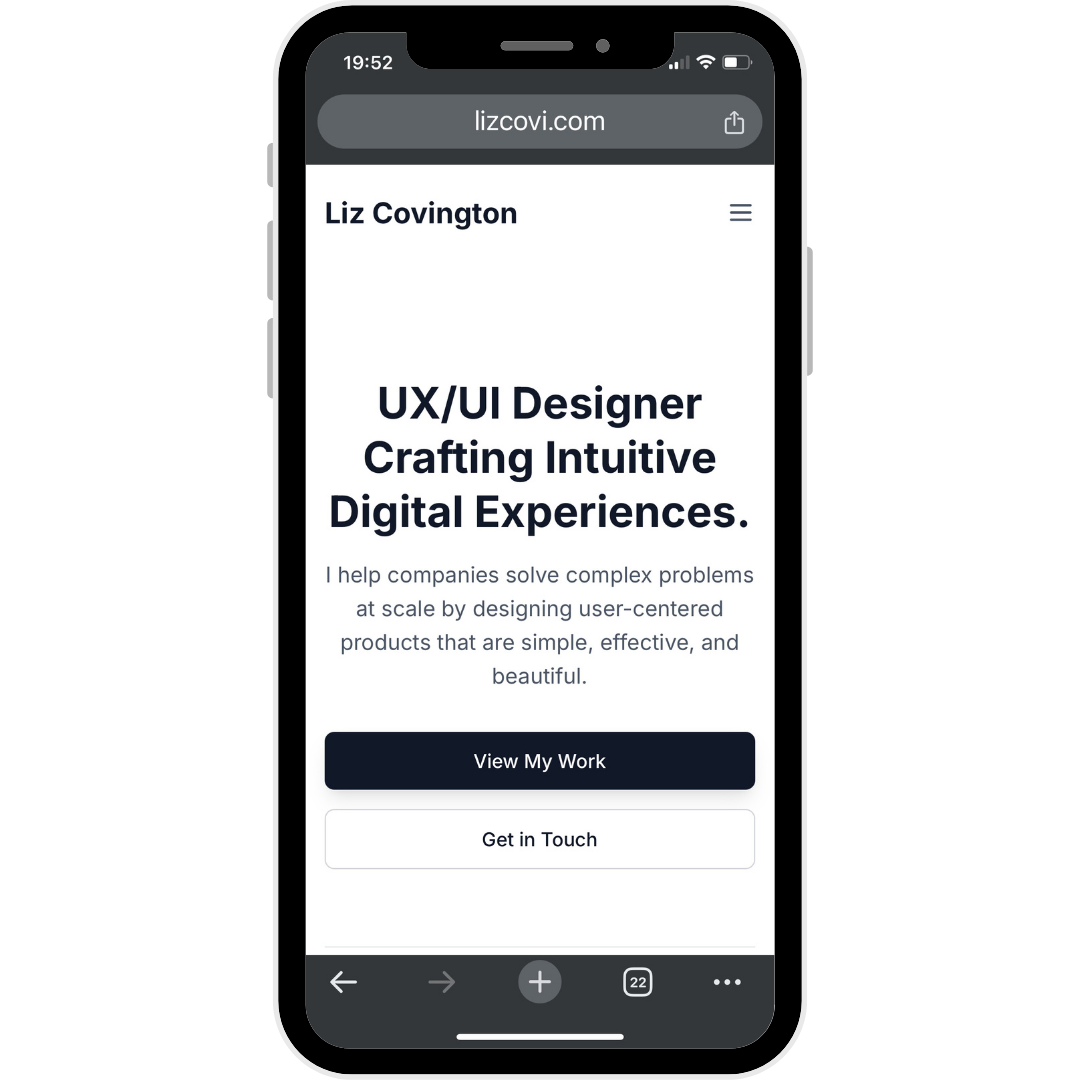 19:52
lizcovi.com
Liz Covington
UX/UI Designer
Crafting Intuitive
Digital Experiences.
I help companies solve complex problems
at scale by designing user-centered
products that are simple, effective, and
beautiful.
View My Work
Get in Touch
22